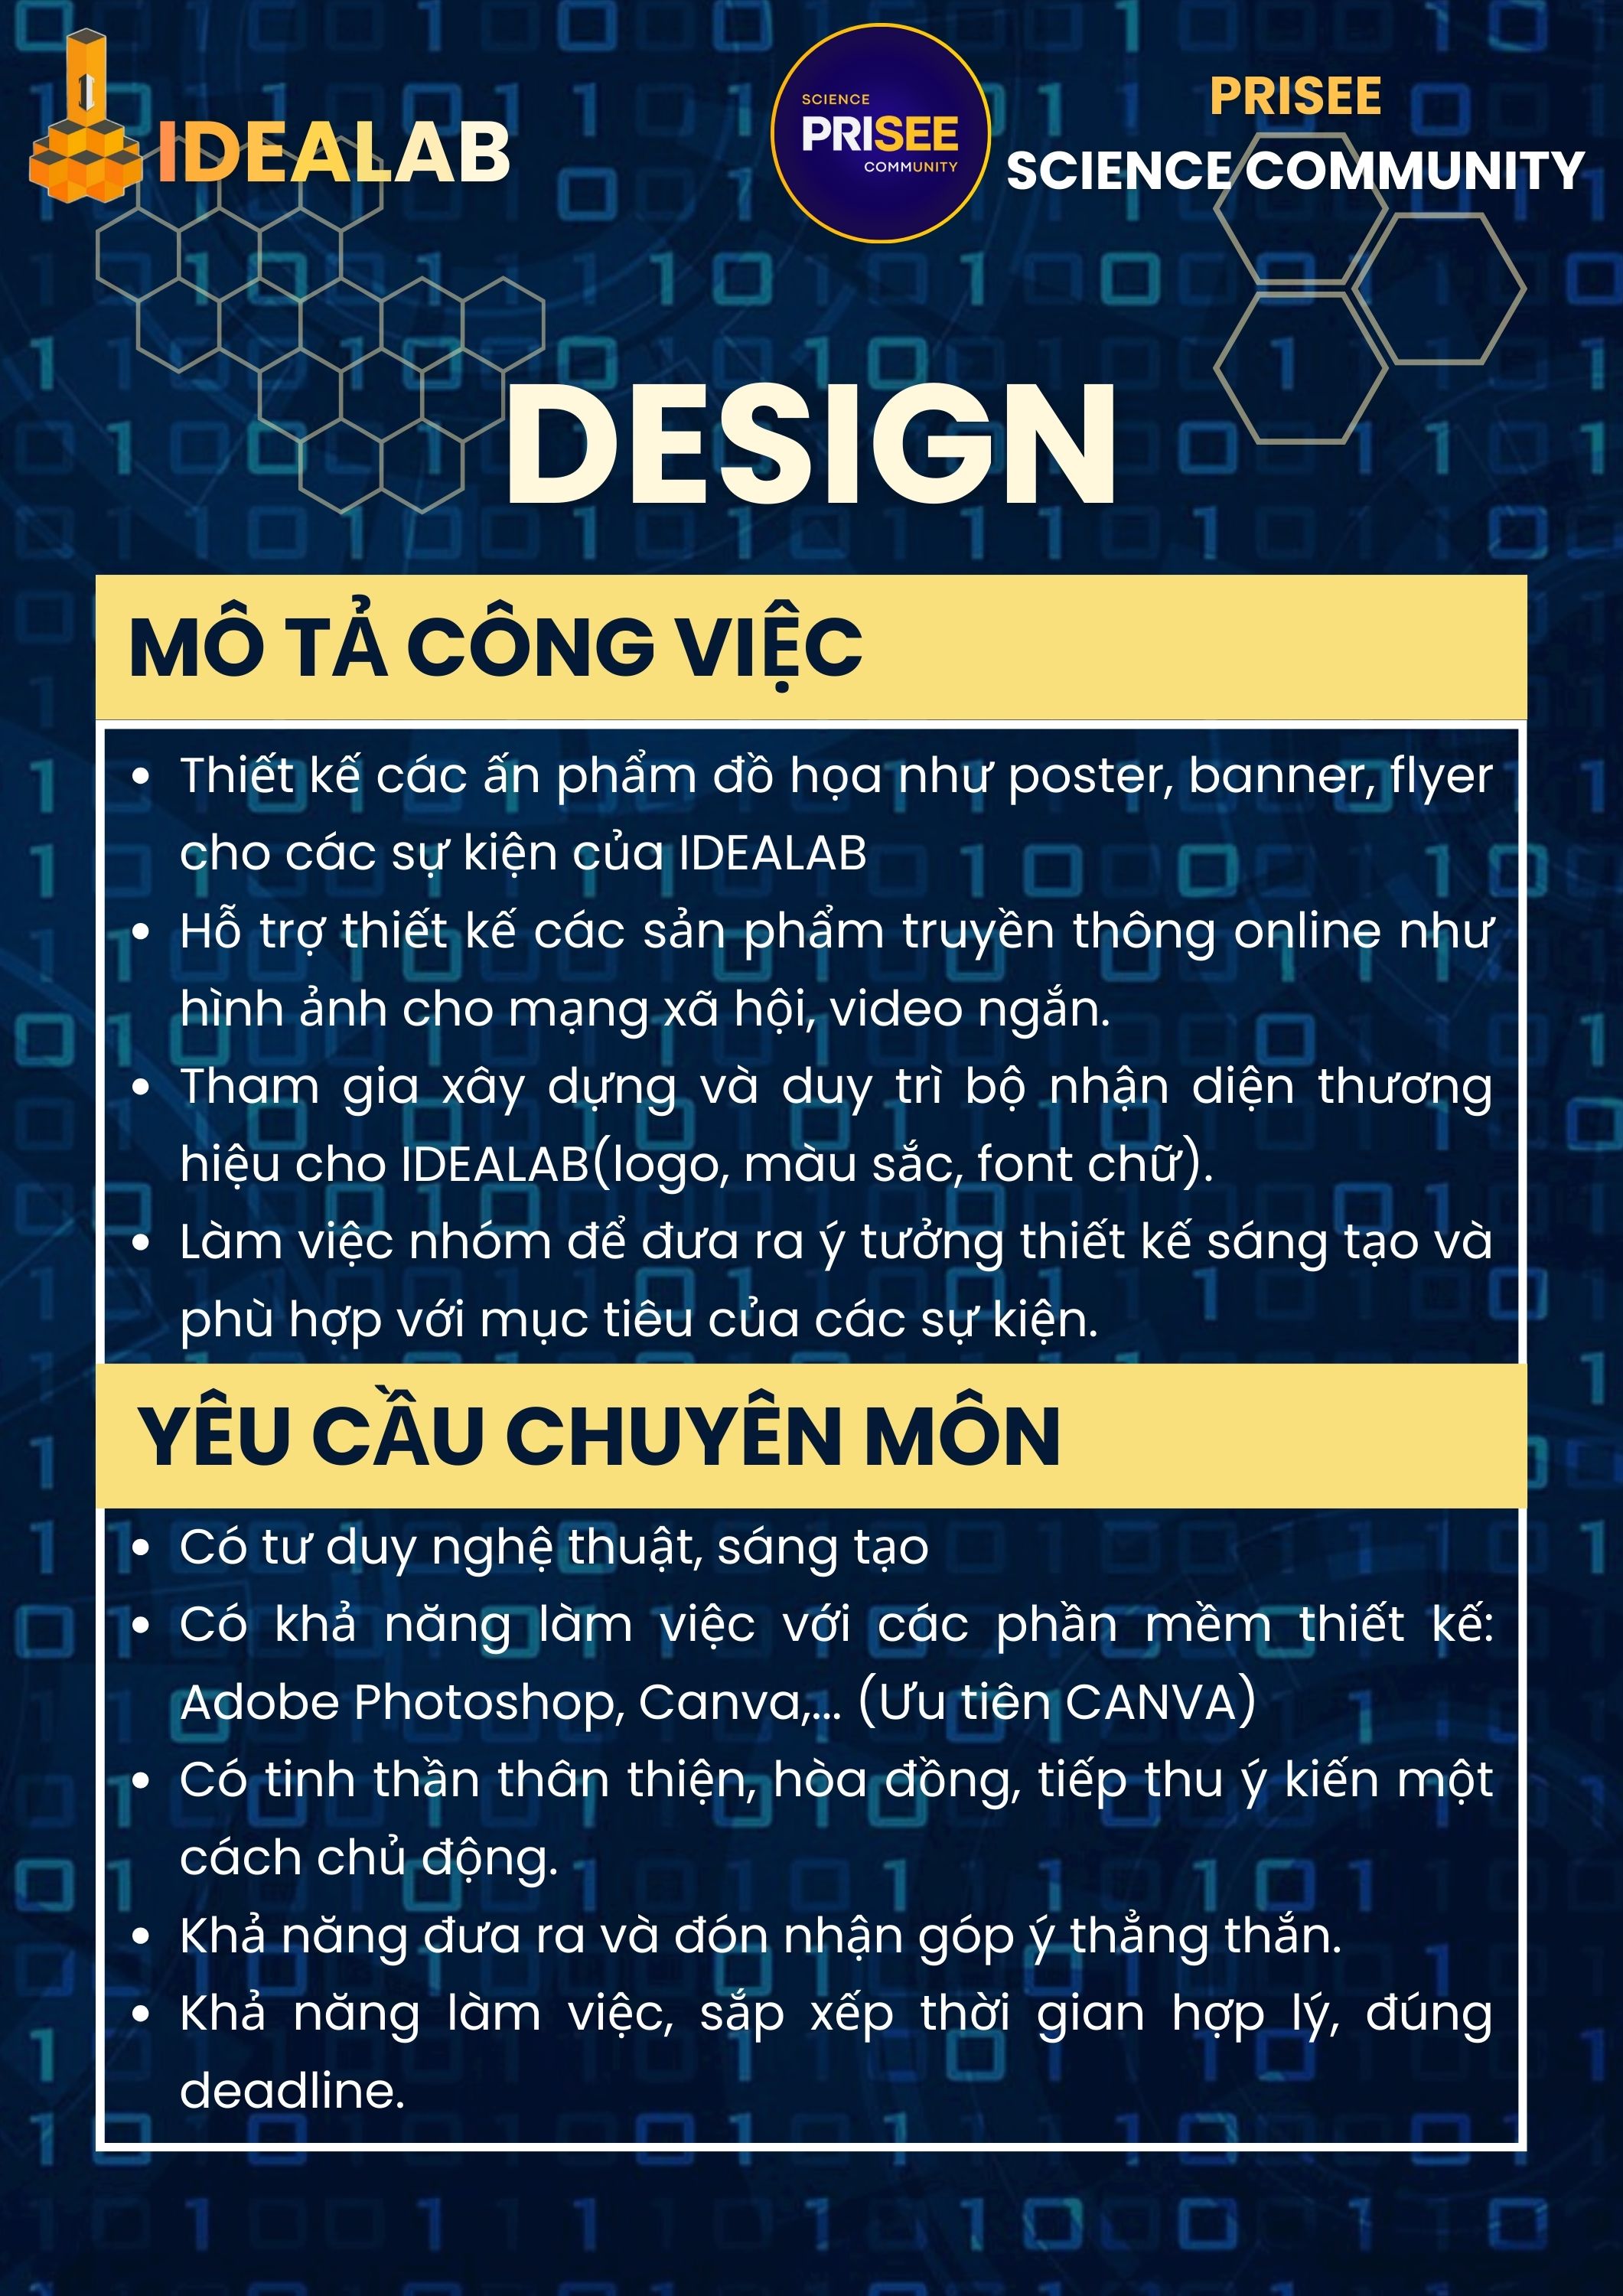 IDEALAB
SCIENCE
PRISEE
COMMUNITY
PRISEE
SCIENCE COMMUNITY
DESIGN
MÔ TẢ CÔNG VIỆC
• Thiết kế các ấn phẩm đồ họa như poster, banner, flyer
cho các sự kiện của IDEALAB
• Hỗ trợ thiết kế các sản phẩm truyền thông online như
hình ảnh cho mạng xã hội, video ngắn.
• Tham gia xây dựng và duy trì bộ nhận diện thương
hiệu cho IDEALAB(logo, màu sắc, font chữ).
• Làm việc nhóm để đưa ra ý tưởng thiết kế sáng tạo và
phù hợp với mục tiêu của các sự kiện.
YÊU CẦU CHUYÊN MÔN
• Có tư duy nghệ thuật, sáng tạo
• Có khả năng làm việc với các phần mềm thiết kế:
Adobe Photoshop, Canva,... (Ưu tiên CANVA)
• Có tinh thần thân thiện, hòa đồng, tiếp thu ý kiến một
cách chủ động.
• Khả năng đưa ra và đón nhận góp ý thẳng thắn.
• Khả năng làm việc, sắp xếp thời gian hợp lý, đúng
deadline.